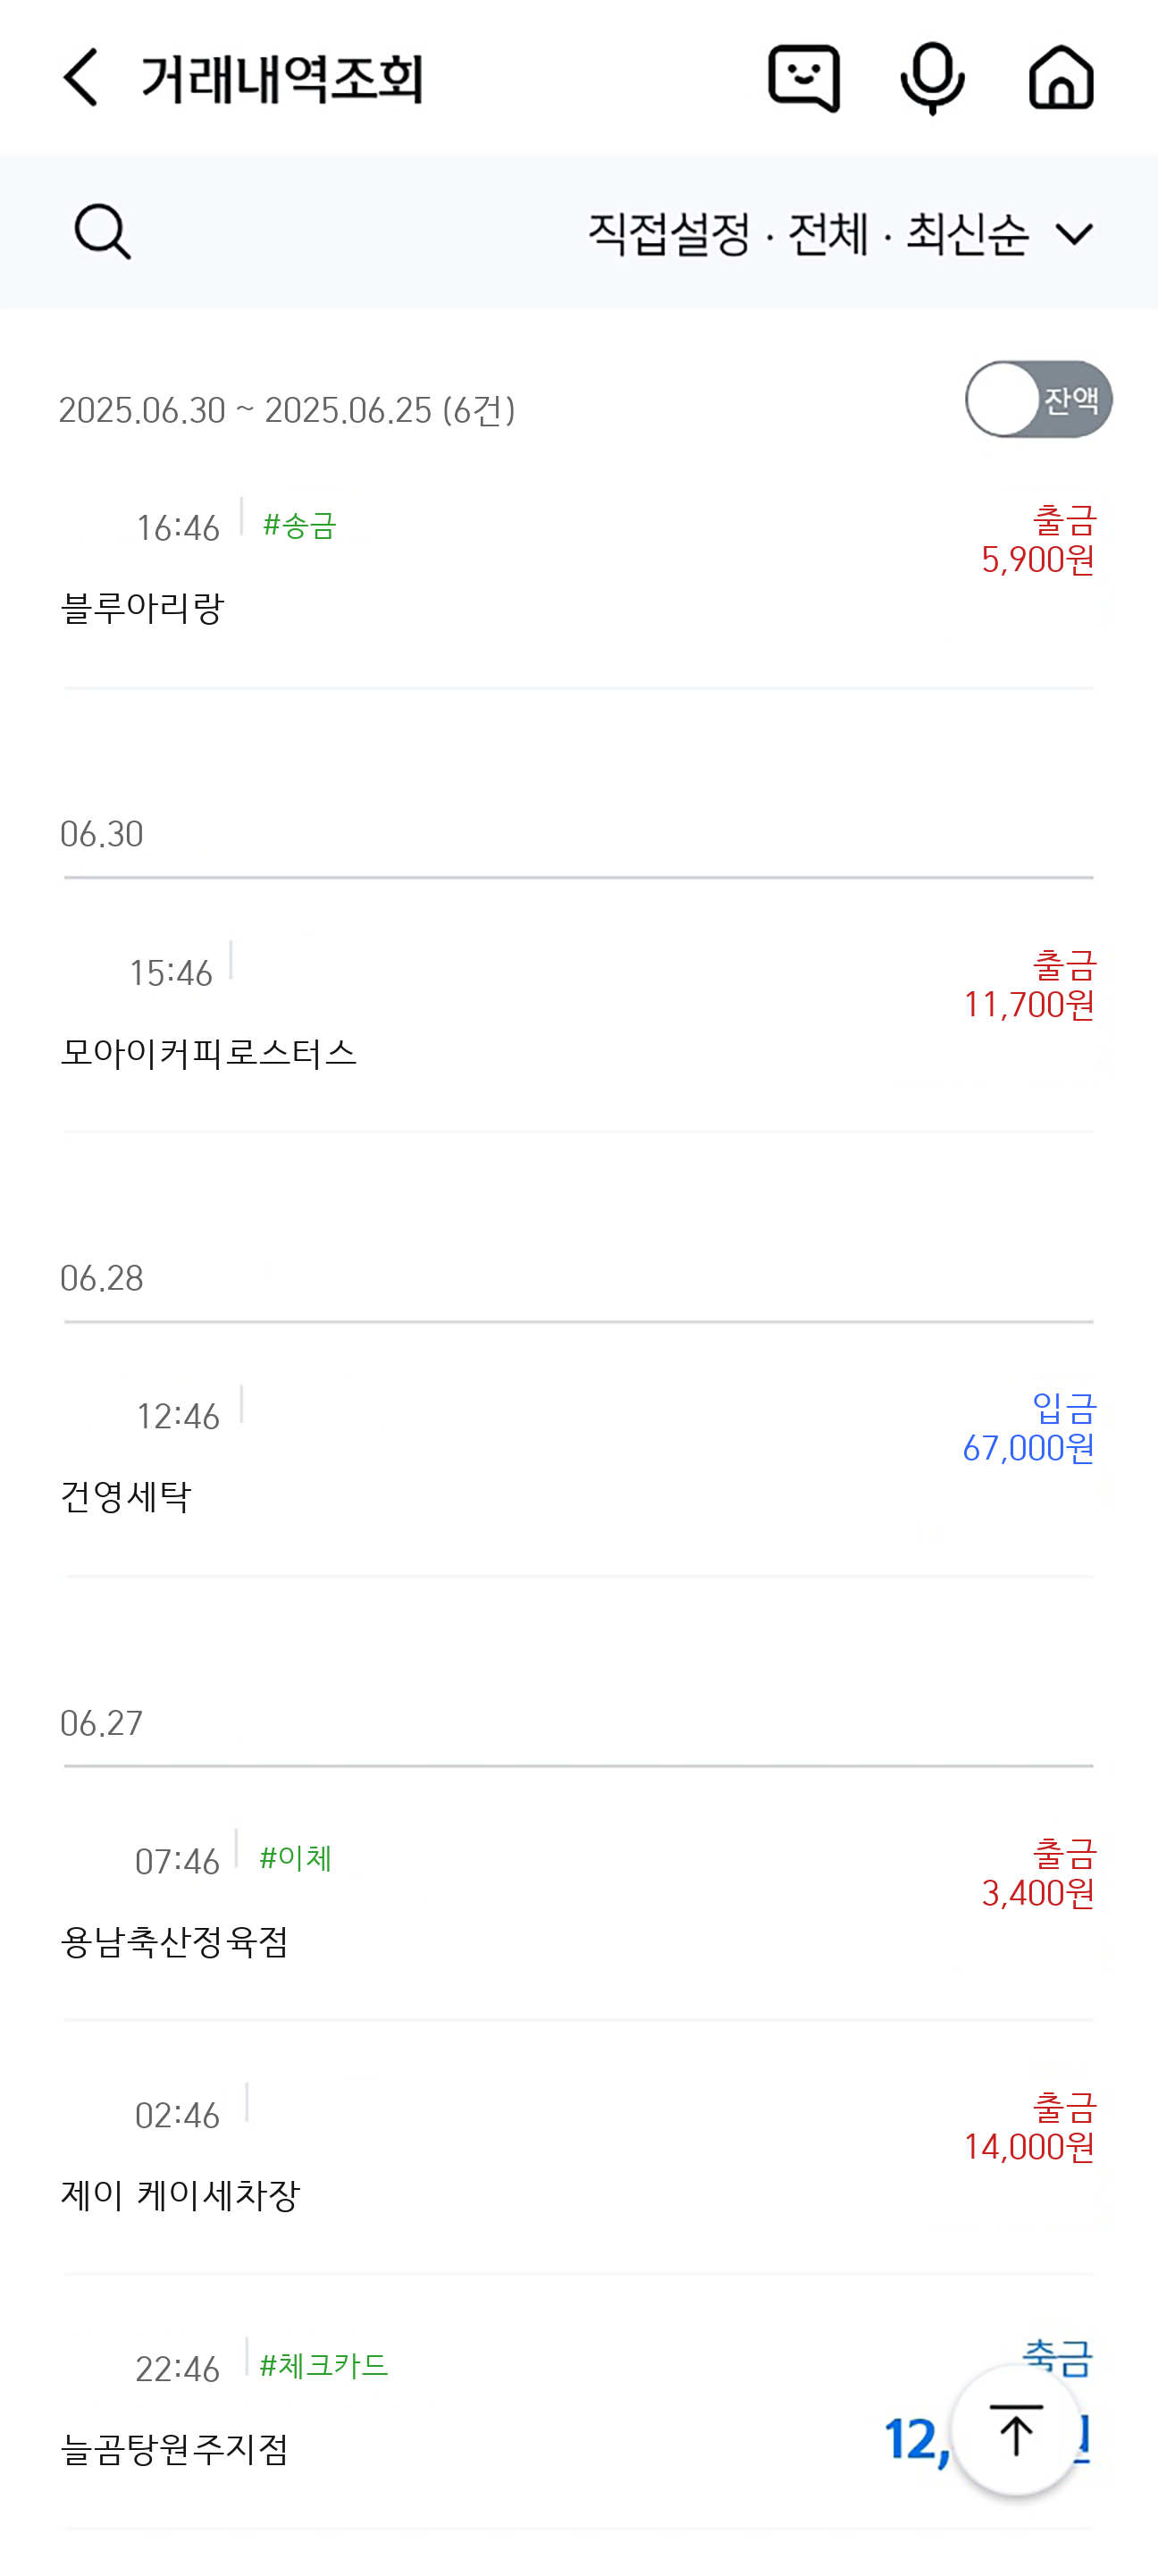 거래내역조회
직접설정 · 전체 · 최신순
2025.06.30 ~ 2025.06.25 (6건)
잔액
16:46 #송금
출금
5,900원
블루아리랑
06.30
15:46
출금
11,700원
모아이커피로스터스
06.28
12:46
입금
67,000원
건영세탁
06.27
07:46 #이체
출금
3,400원
용남축산정육점
02:46
출금
14,000원
제이 케이세차장
22:46 #체크카드
늘곰탕원주지점
12,